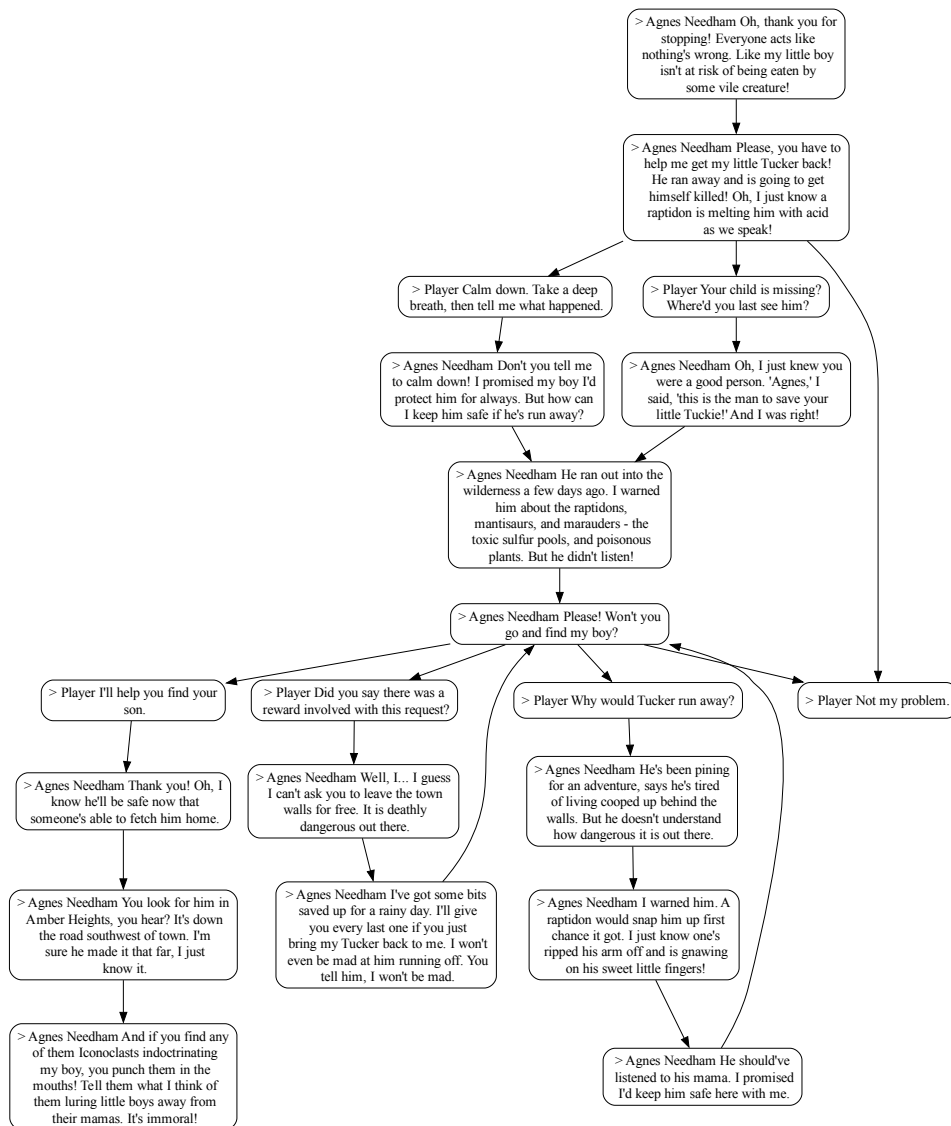 > Agnes Needham Oh, thank you for
stopping! Everyone acts like
nothing's wrong. Like my little boy
isn't at risk of being eaten by
some vile creature!
> Agnes Needham Please, you have to
help me get my little Tucker back!
He ran away and is going to get
himself killed! Oh, I just know a
raptidon is melting him with acid
as we speak!
> Player Calm down. Take a deep
breath, then tell me what happened.
> Player Your child is missing?
Where'd you last see him?
> Agnes Needham Don't you tell me
to calm down! I promised my boy I'd
protect him for always. But how can
I keep him safe if he's run away?
> Agnes Needham Oh, I just knew you
were a good person. 'Agnes,' I
said, 'this is the man to save your
little Tuckie!' And I was right!
> Agnes Needham He ran out into the
wilderness a few days ago. I warned
him about the raptidons,
mantisaurs, and marauders - the
toxic sulfur pools, and poisonous
plants. But he didn't listen!
> Agnes Needham Please! Won't you
go and find my boy?
> Player I'll help you find your
son.
> Player Did you say there was a
reward involved with this request?
> Player Why would Tucker run away?
> Player Not my problem.
> Agnes Needham Thank you! Oh, I
know he'll be safe now that
someone's able to fetch him home.
> Agnes Needham Well, I... I guess
I can't ask you to leave the town
walls for free. It is deathly
dangerous out there.
> Agnes Needham He's been pining
for an adventure, says he's tired
of living cooped up behind the
walls. But he doesn't understand
how dangerous it is out there.
> Agnes Needham You look for him in
Amber Heights, you hear? It's down
the road southwest of town. I'm
sure he made it that far, I just
know it.
> Agnes Needham I've got some bits
saved up for a rainy day. I'll give
you every last one if you just
bring my Tucker back to me. I won't
even be mad at him running off. You
tell him, I won't be mad.
> Agnes Needham I warned him. A
raptidon would snap him up first
chance it got. I just know one's
ripped his arm off and is gnawing
on his sweet little fingers!
> Agnes Needham And if you find any
of them Iconoclasts indoctrinating
my boy, you punch them in the
mouths! Tell them what I think of
them luring little boys away from
their mamas. It's immoral!
> Agnes Needham He should've
listened to his mama. I promised
I'd keep him safe here with me.